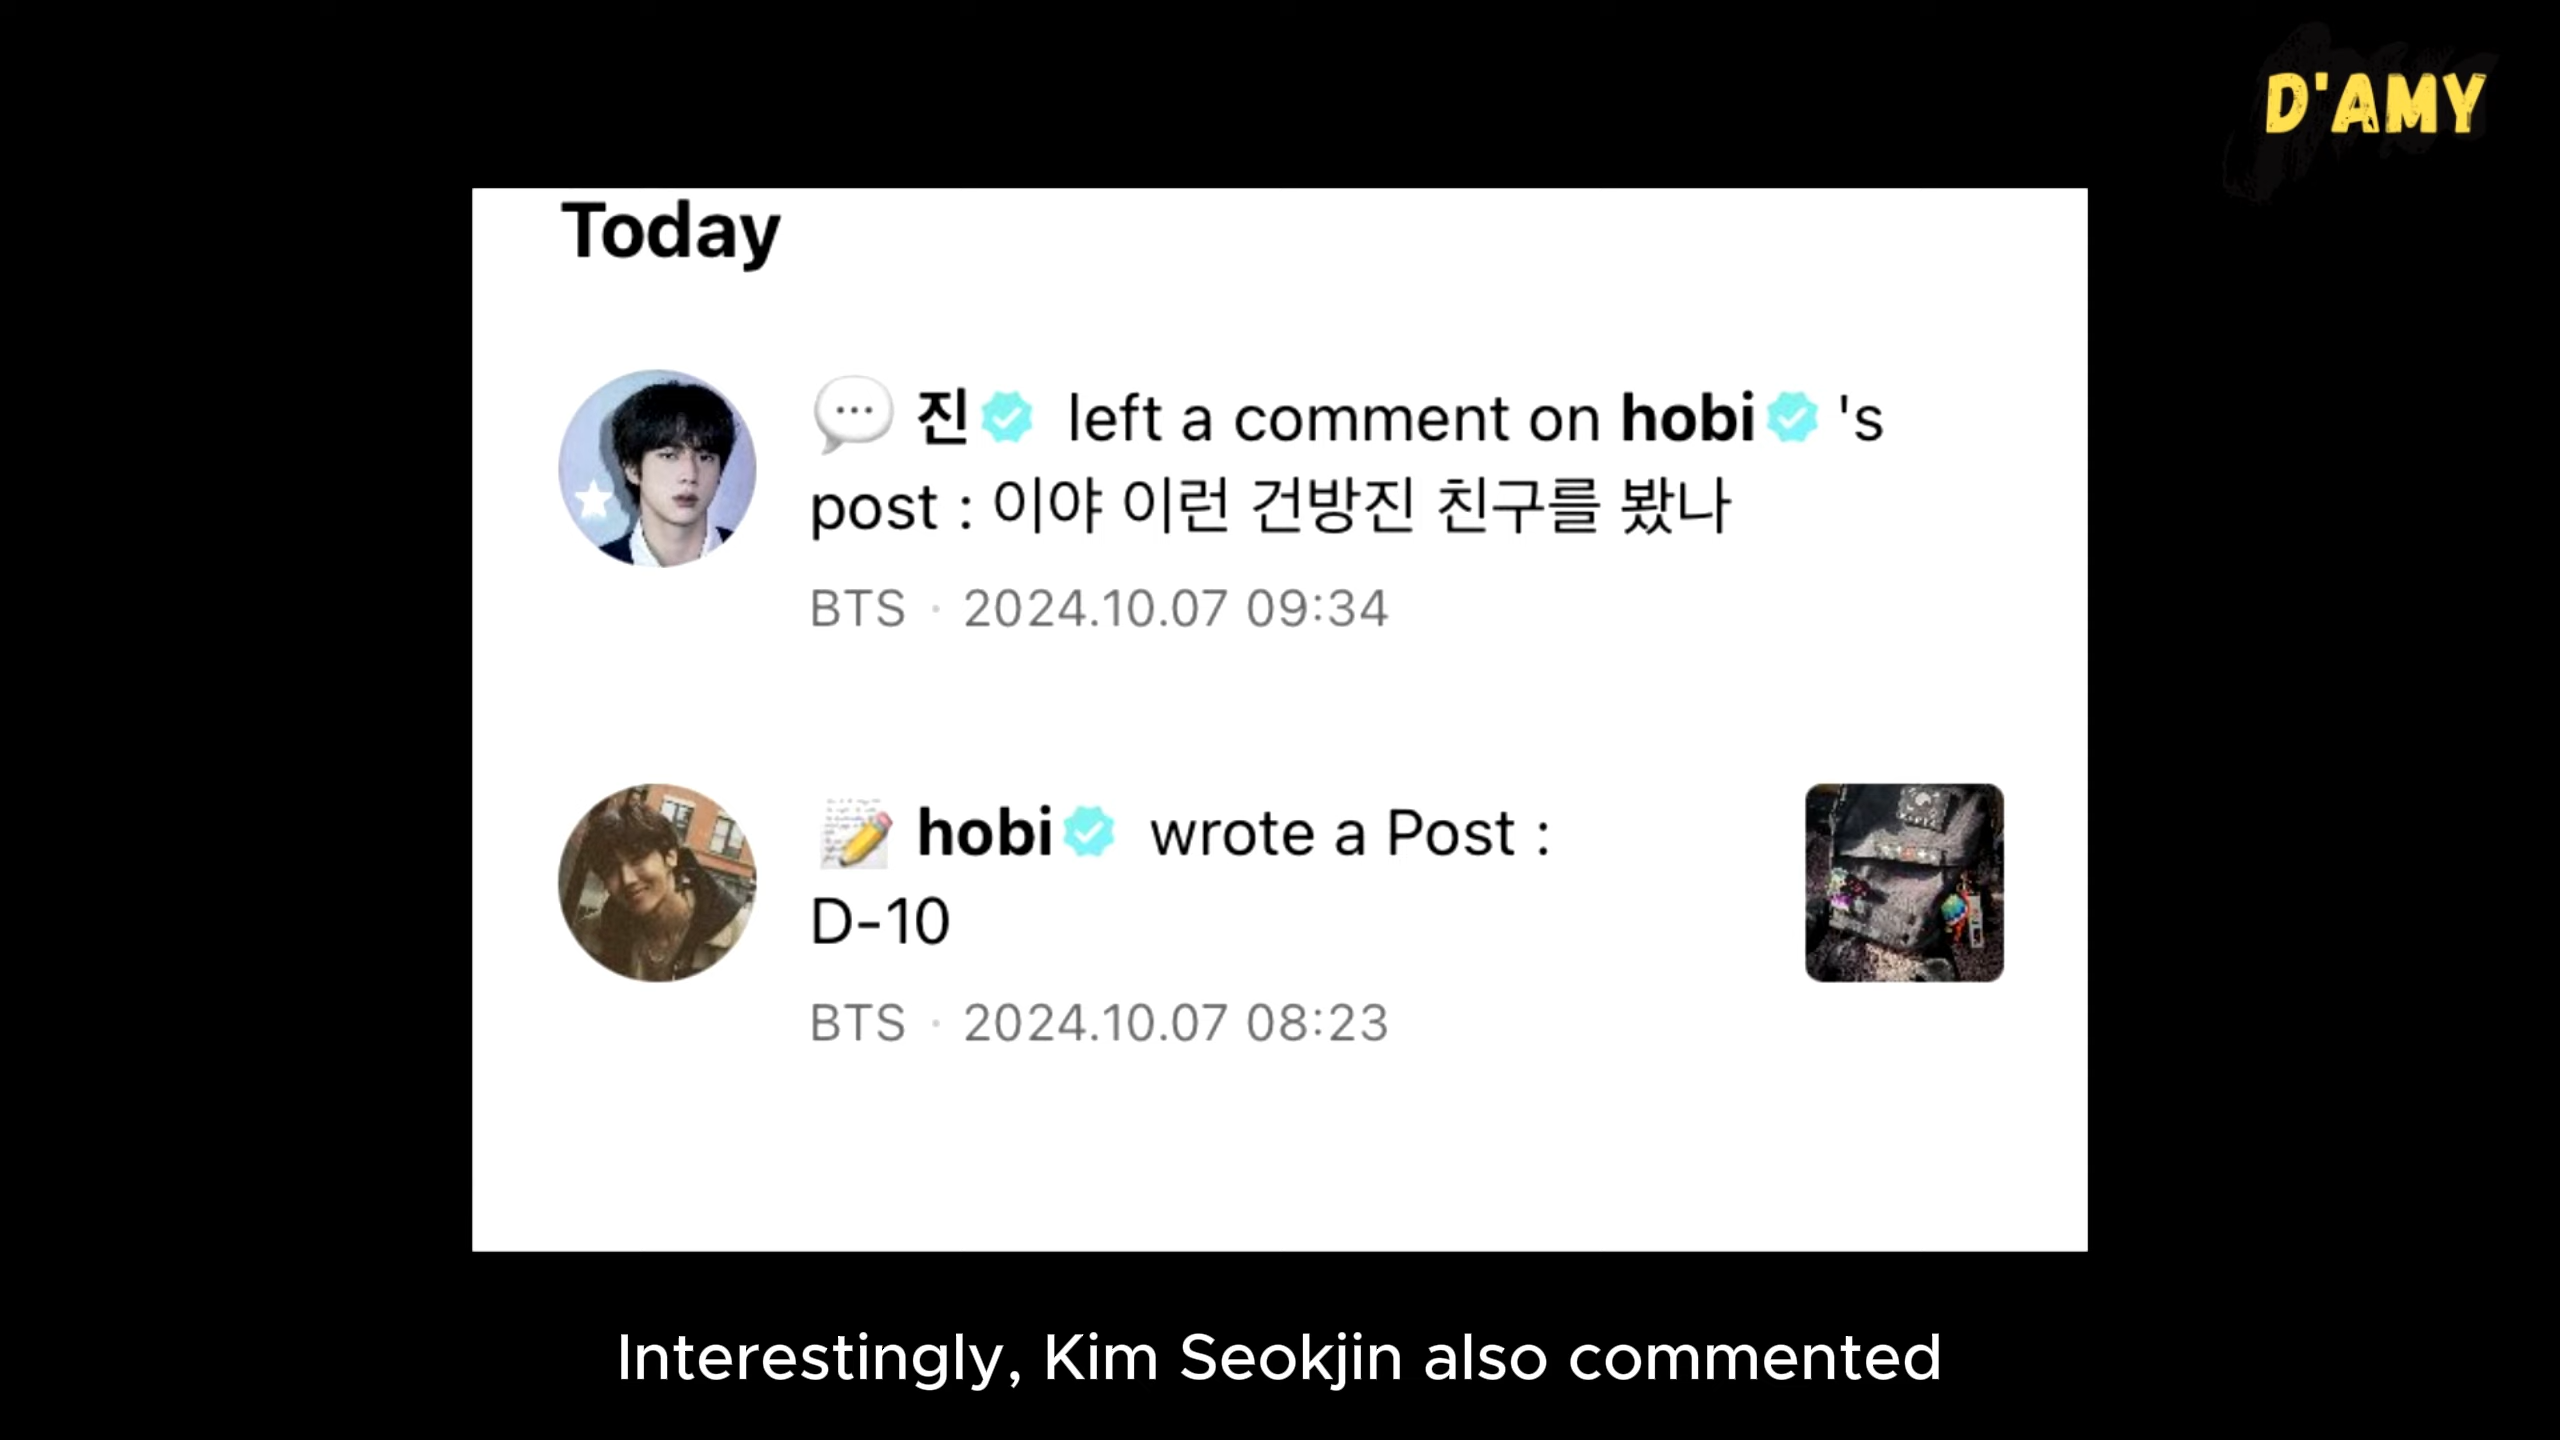 D'AMY
Today
진 left a comment on hobi 's
post : 이야 이런 건방진 친구를 봤나
BTS · 2024.10.07 09:34
hobi wrote a Post :
D-10
BTS · 2024.10.07 08:23
Interestingly, Kim Seokjin also commented